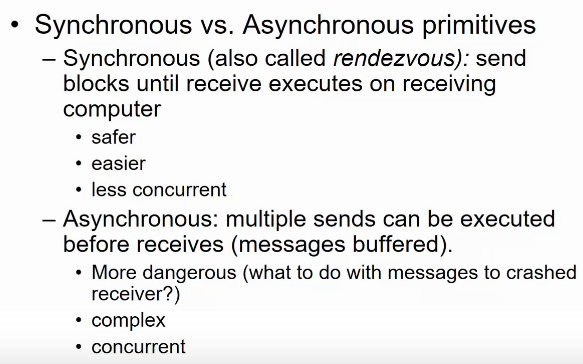 • Synchronous vs. Asynchronous primitives
– Synchronous (also called rendezvous): send
blocks until receive executes on receiving
computer
• safer
• easier
• less concurrent
– Asynchronous: multiple sends can be executed
before receives (messages buffered).
• More dangerous (what to do with messages to crashed
receiver?)
• complex
• concurrent